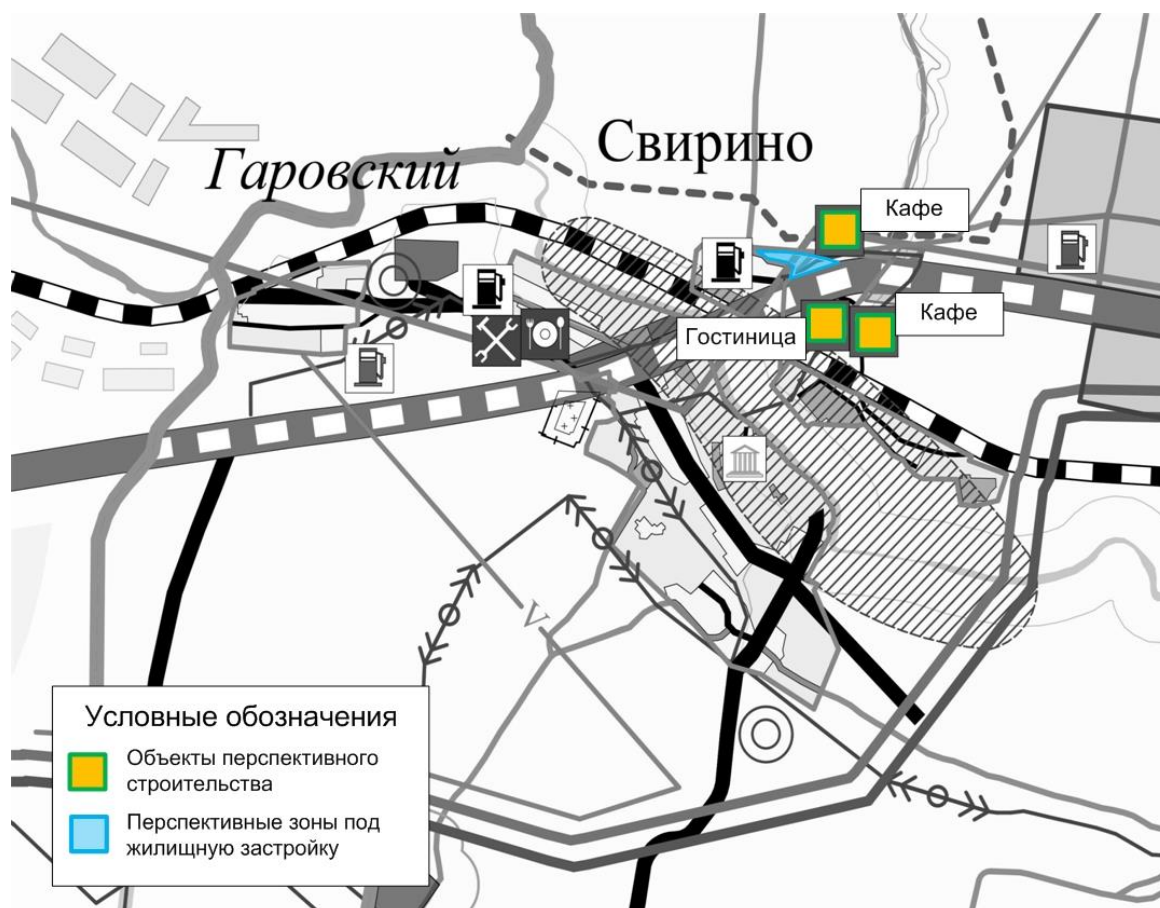 Свирино
Гаровский
Кафе
Кафе
Гостиница
V
Условные обозначения
Объекты перспективного
строительства
Перспективные зоны под
жилищную застройку